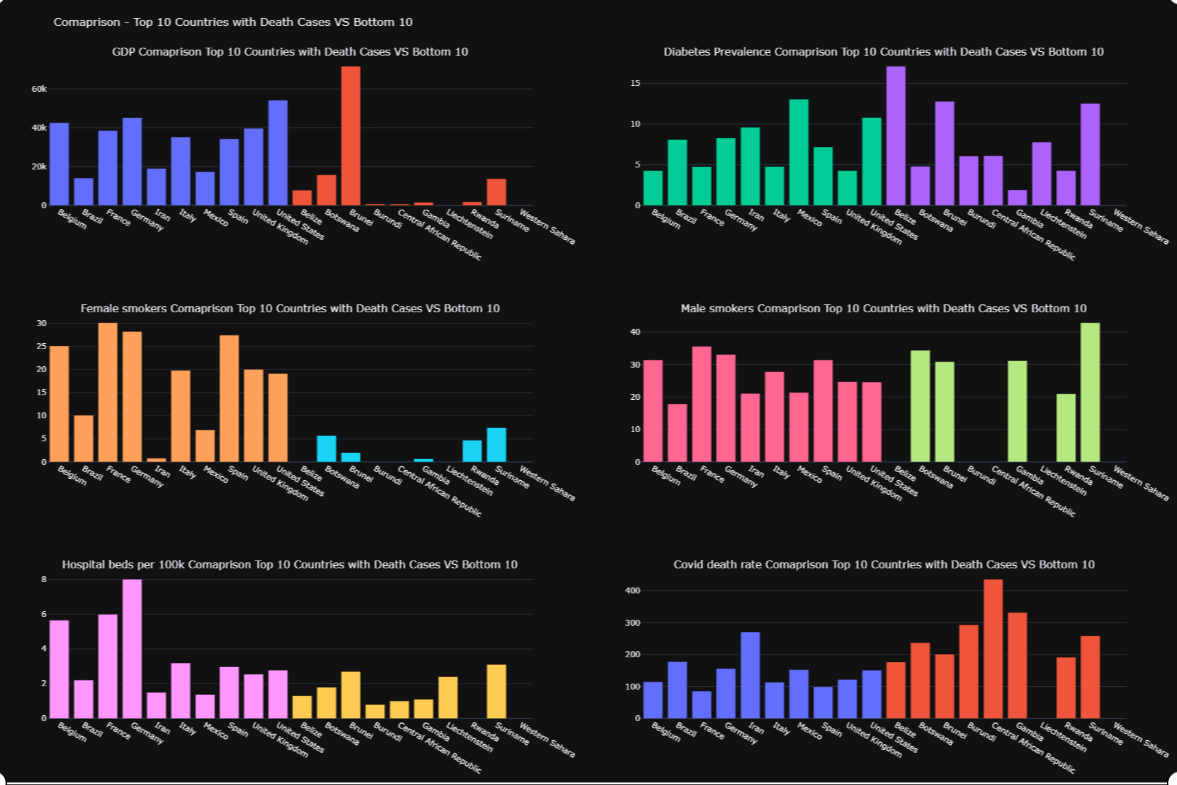 Comaprison - Top 10 Countries with Death Cases VS Bottom 10
GDP Comaprison Top 10 Countries with Death Cases VS Bottom 10
60k
40k
20k
0
Belgium
Brazil
France
Germany
Iran
Italy
Mexico
Spain
United Kingdom
United States
Belize
Botswana
Brunei
Burundi
Central African Republic
Gambia
Liechtenstein
Rwanda
Suriname
Western Sahara
Diabetes Prevalence Comaprison Top 10 Countries with Death Cases VS Bottom 10
15
10
5
0
Belgium
Brazil
France
Germany
Iran
Italy
Mexico
Spain
United Kingdom
United States
Belize
Botswana
Brunei
Burundi
Central African Republic
Gambia
Liechtenstein
Rwanda
Suriname
Western Sahara
Female smokers Comaprison Top 10 Countries with Death Cases VS Bottom 10
30
25
20
15
10
5
0
Belgium
Brazil
France
Germany
Iran
Italy
Mexico
Spain
United Kingdom
United States
Belize
Botswana
Brunei
Burundi
Central African Republic
Gambia
Liechtenstein
Rwanda
Suriname
Western Sahara
Male smokers Comaprison Top 10 Countries with Death Cases VS Bottom 10
40
30
20
10
0
Belgium
Brazil
France
Germany
Iran
Italy
Mexico
Spain
United Kingdom
United States
Belize
Botswana
Brunei
Burundi
Central African Republic
Gambia
Liechtenstein
Rwanda
Suriname
Western Sahara
Hospital beds per 100k Comaprison Top 10 Countries with Death Cases VS Bottom 10
8
6
4
2
0
Belgium
Brazil
France
Germany
Iran
Italy
Mexico
Spain
United Kingdom
United States
Belize
Botswana
Brunei
Burundi
Central African Republic
Gambia
Liechtenstein
Rwanda
Suriname
Western Sahara
Covid death rate Comaprison Top 10 Countries with Death Cases VS Bottom 10
400
300
200
100
0
Belgium
Brazil
France
Germany
Iran
Italy
Mexico
Spain
United Kingdom
United States
Belize
Botswana
Brunei
Burundi
Central African Republic
Gambia
Liechtenstein
Rwanda
Suriname
Western Sahara